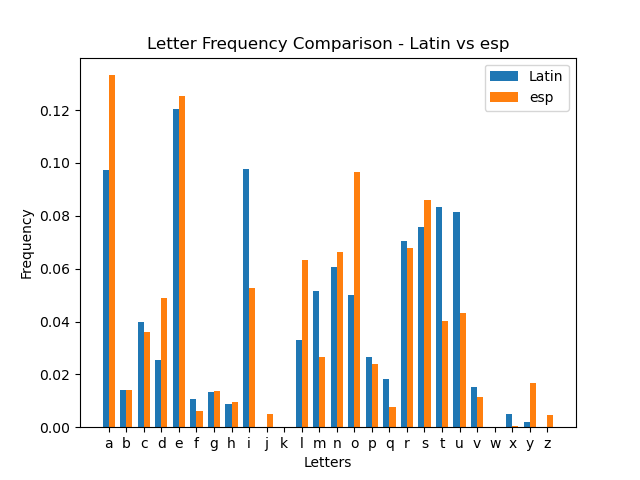 Letter Frequency Comparison - Latin vs esp
Latin
esp
Frequency
0.12
0.10
0.08
0.06
0.04
0.02
0.00
a b c d e f g h i j k l m n o p q r s t u v w x y z
Letters